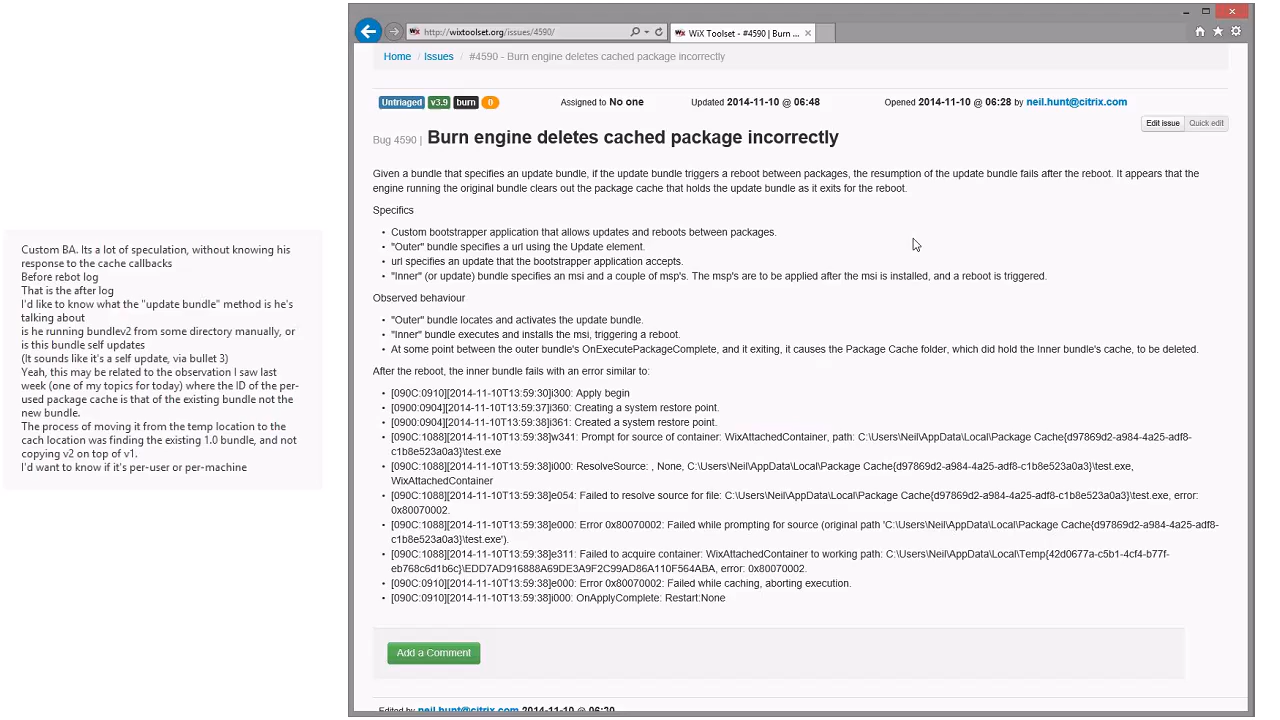 Custom BA. Its a lot of speculation, without knowing his
response to the cache callbacks
Before rebot log
That is the after log
I'd like to know what the "update bundle" method is he's
talking about
is he running bundlev2 from some directory manually, or
is this bundle self updates
(It sounds like it's a self update, via bullet 3)
Yeah, this may be related to the observation I saw last
week (one of my topics for today) where the ID of the per-
used package cache is that of the existing bundle not the
new bundle.
The process of moving it from the temp location to the
cach location was finding the existing 1.0 bundle, and not
copying v2 on top of v1.
I'd want to know if it's per-user or per-machine
http://wixtoolset.org/issues/4590/
WiX Toolset - #4590 | Burn ...
Home / Issues / #4590 - Burn engine deletes cached package incorrectly
Untriaged v3.9 burn 0 Assigned to No one Updated 2014-11-10 @ 06:48 Opened 2014-11-10 @ 06:28 by neil.hunt@citrix.com
Edit issue Quick edit
Bug 4590 | Burn engine deletes cached package incorrectly
Given a bundle that specifies an update bundle, if the update bundle triggers a reboot between packages, the resumption of the update bundle fails after the reboot. It appears that the
engine running the original bundle clears out the package cache that holds the update bundle as it exits for the reboot.
Specifics
• Custom bootstrapper application that allows updates and reboots between packages.
• "Outer" bundle specifies a url using the Update element.
• url specifies an update that the bootstrapper application accepts.
• "Inner" (or update) bundle specifies an msi and a couple of msp's. The msp's are to be applied after the msi is installed, and a reboot is triggered.
Observed behaviour
• "Outer" bundle locates and activates the update bundle.
• "Inner" bundle executes and installs the msi, triggering a reboot.
• At some point between the outer bundle's OnExecutePackageComplete, and it exiting, it causes the Package Cache folder, which did hold the Inner bundle's cache, to be deleted.
After the reboot, the inner bundle fails with an error similar to:
• [090C:0910][2014-11-10T13:59:30]i300: Apply begin
• [0900:0904][2014-11-10T13:59:37]i360: Creating a system restore point.
• [0900:0904][2014-11-10T13:59:38]i361: Created a system restore point.
• [090C:1088][2014-11-10T13:59:38]w341: Prompt for source of container: WixAttachedContainer, path: C:\Users\Neil\AppData\Local\Package Cache{d97869d2-a984-4a25-adf8-
c1b8e523a0a3}\test.exe
• [090C:1088][2014-11-10T13:59:38]i000: ResolveSource: , None, C:\Users\Neil\AppData\Local\Package Cache{d97869d2-a984-4a25-adf8-c1b8e523a0a3}\test.exe,
WixAttachedContainer
• [090C:1088][2014-11-10T13:59:38]e054: Failed to resolve source for file: C:\Users\Neil\AppData\Local\Package Cache{d97869d2-a984-4a25-adf8-c1b8e523a0a3}\test.exe, error:
0x80070002.
• [090C:1088][2014-11-10T13:59:38]e000: Error 0x80070002: Failed while prompting for source (original path 'C:\Users\Neil\AppData\Local\Package Cache{d97869d2-a984-4a25-adf8-
c1b8e523a0a3}\test.exe').
• [090C:1088][2014-11-10T13:59:38]e311: Failed to acquire container: WixAttachedContainer to working path: C:\Users\Neil\AppData\Local\Temp{42d0677a-c5b1-4cf4-b77f-
eb768c6d1b6c}\EDD7AD916888A69DE3A9F2C99AD86A110F564ABA, error: 0x80070002.
• [090C:0910][2014-11-10T13:59:38]e000: Error 0x80070002: Failed while caching, aborting execution.
• [090C:0910][2014-11-10T13:59:38]i000: OnApplyComplete: Restart:None
Add a Comment
Edited by neil.hunt@citrix.com 2014-11-10 @ 06:20